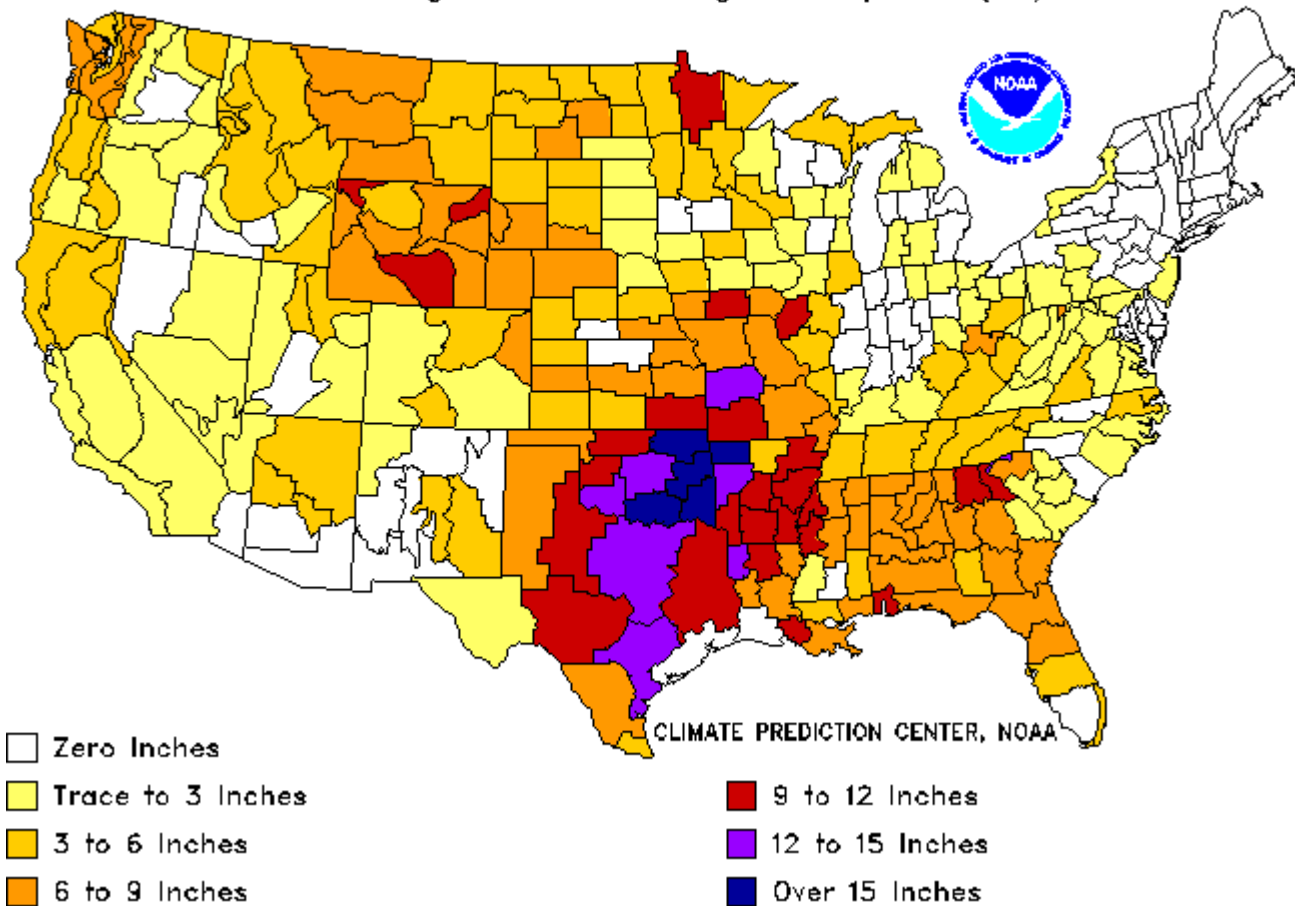 NOAA
CLIMATE PREDICTION CENTER, NOAA
Zero Inches
Trace to 3 Inches
3 to 6 Inches
6 to 9 Inches
9 to 12 Inches
12 to 15 Inches
Over 15 Inches